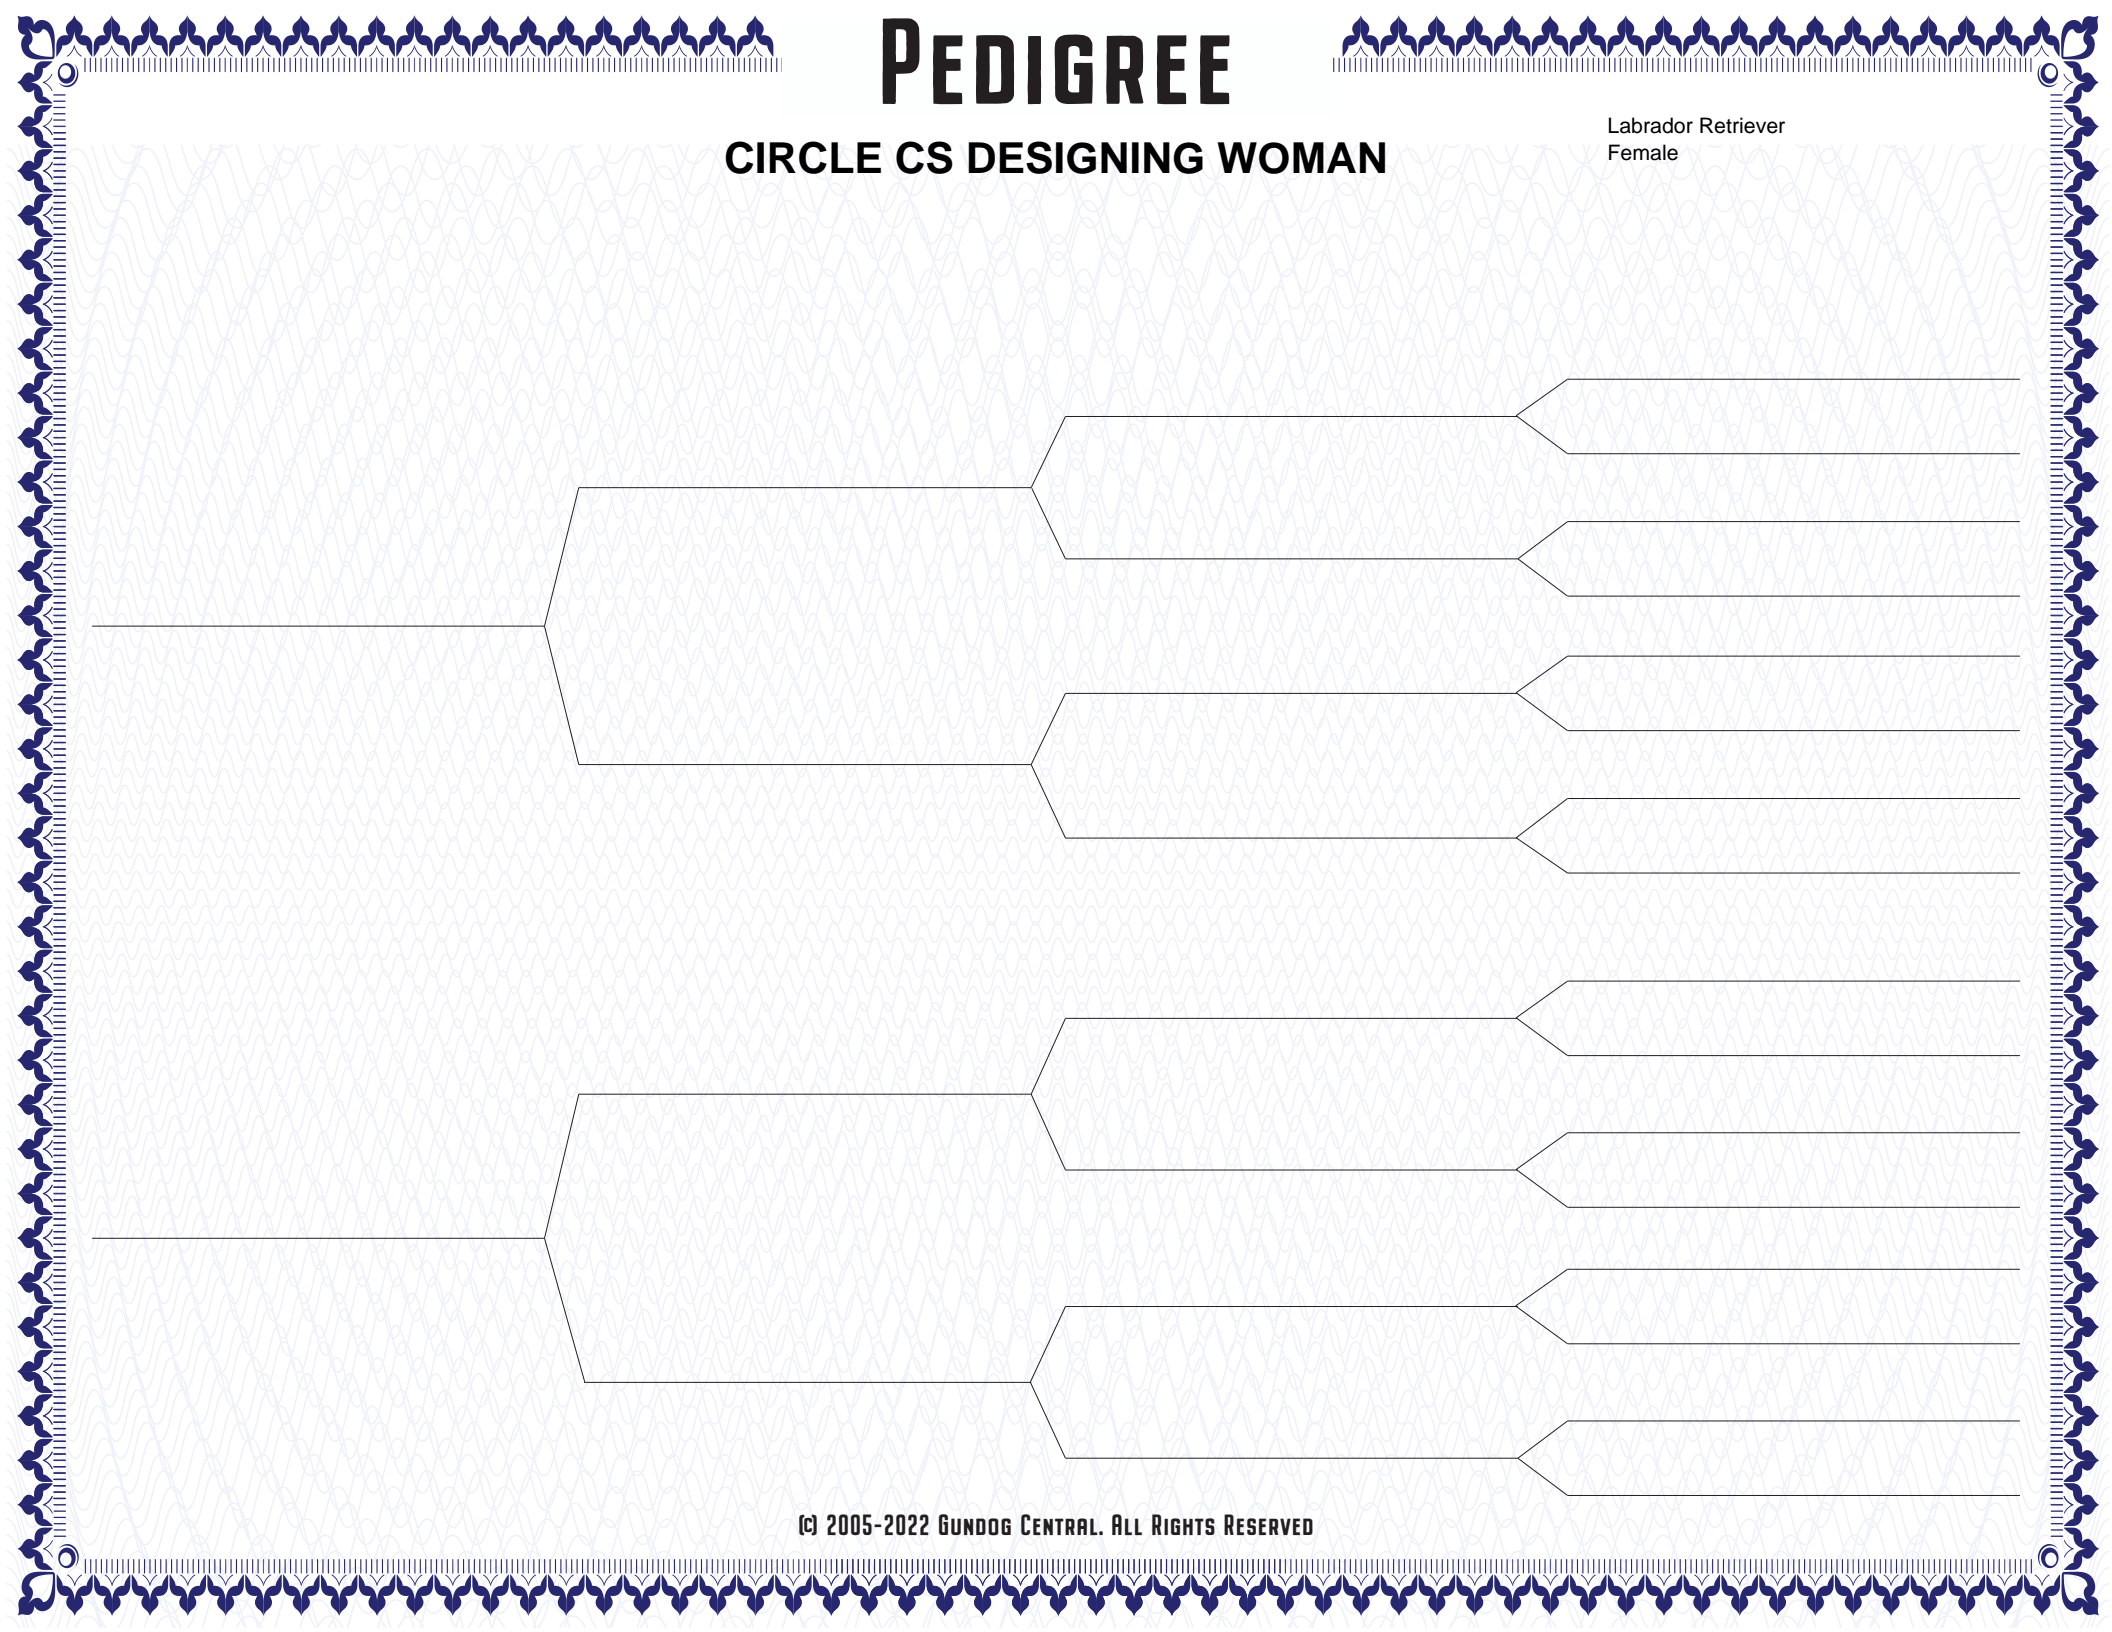 PEDIGREE
CIRCLE CS DESIGNING WOMAN
Labrador Retriever
Female
(C) 2005-2022 GUNDOG CENTRAL. ALL RIGHTS RESERVED